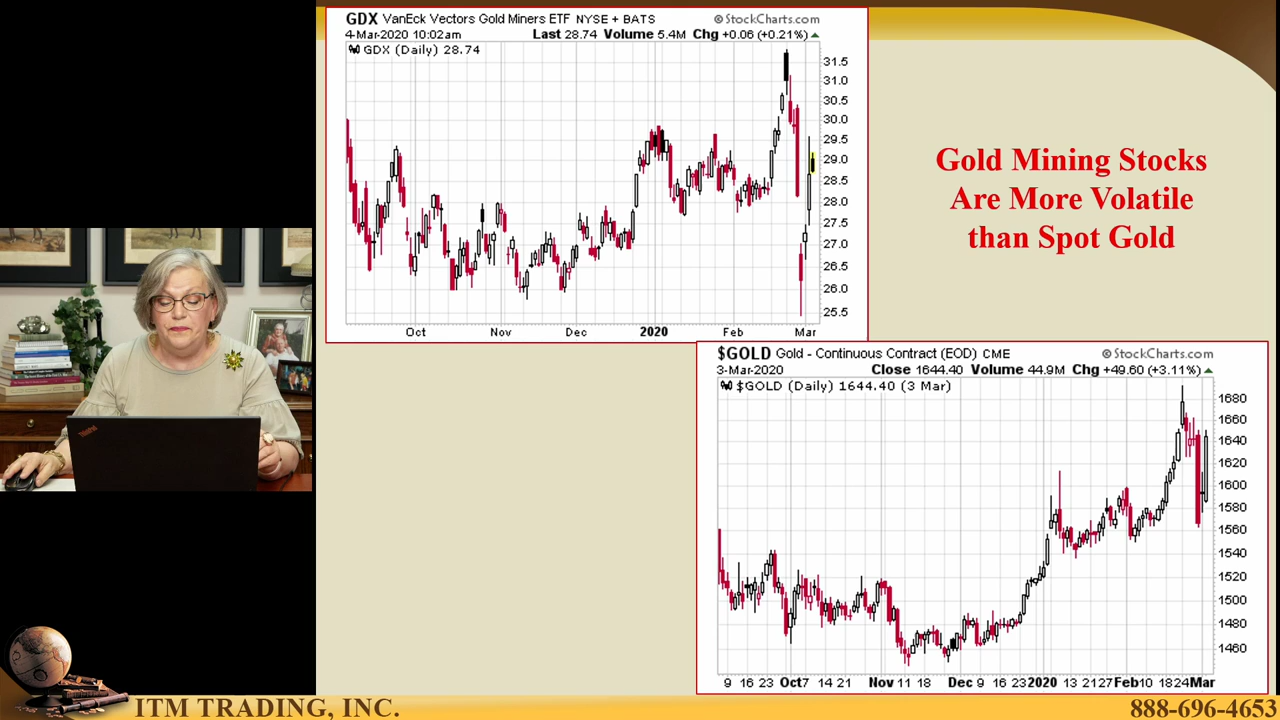 GDX VanEck Vectors Gold Miners ETF NYSE + BATS
© StockCharts.com
4-Mar-2020 10:02am
Last 28.74 Volume 5.4M Chg +0.06 (+0.21%)
GDX (Daily) 28.74
31.5
31.0
30.5
30.0
29.5
29.0
28.5
28.0
27.5
27.0
26.5
26.0
25.5
Oct Nov Dec 2020 Feb Mar
Gold Mining Stocks
Are More Volatile
than Spot Gold
$GOLD Gold - Continuous Contract (EOD) CME
© StockCharts.com
3-Mar-2020
Close 1644.40 Volume 44.9M Chg +49.60 (+3.11%)
$GOLD (Daily) 1644.40 (3 Mar)
1680
1660
1640
1620
1600
1580
1560
1540
1520
1500
1480
1460
9 16 23 Oct7 14 21 Nov 11 18 Dec 9 16 23 2020 13 21 27 Feb10 18 24 Mar
ThinkPad
ITM TRADING, INC.
888-696-4653